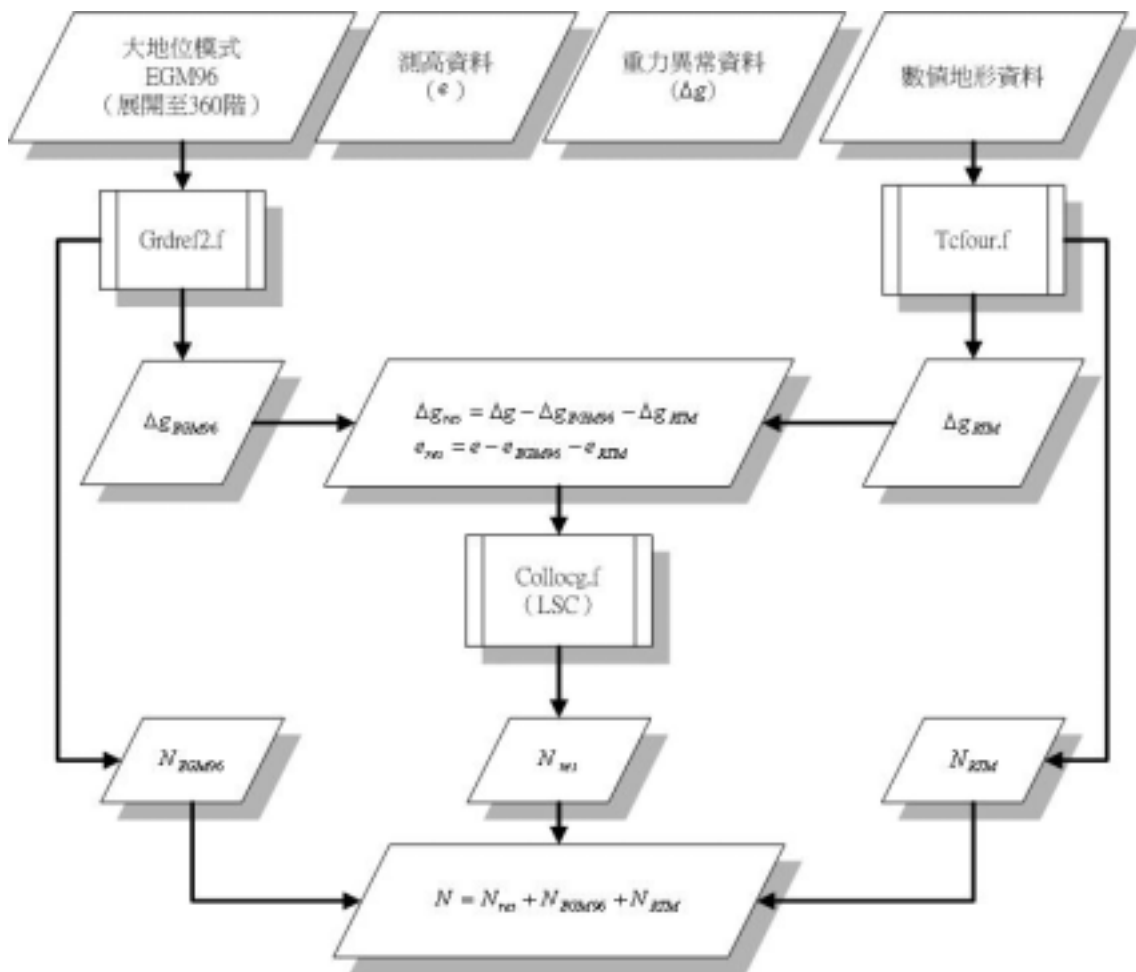 大地位模式
EGM96
（展開至360階）
測高資料
(e)
重力異常資料
(Δg)
數值地形資料
Grdref2.f
Tcfour.f
Δg_EGM96
Δg_res = Δg − Δg_EGM96 − Δg_RTM
e_res = e − e_EGM96 − e_RTM
Δg_RTM
Collocg.f
（LSC）
N_EGM96
N_res
N_RTM
N = N_res + N_EGM96 + N_RTM